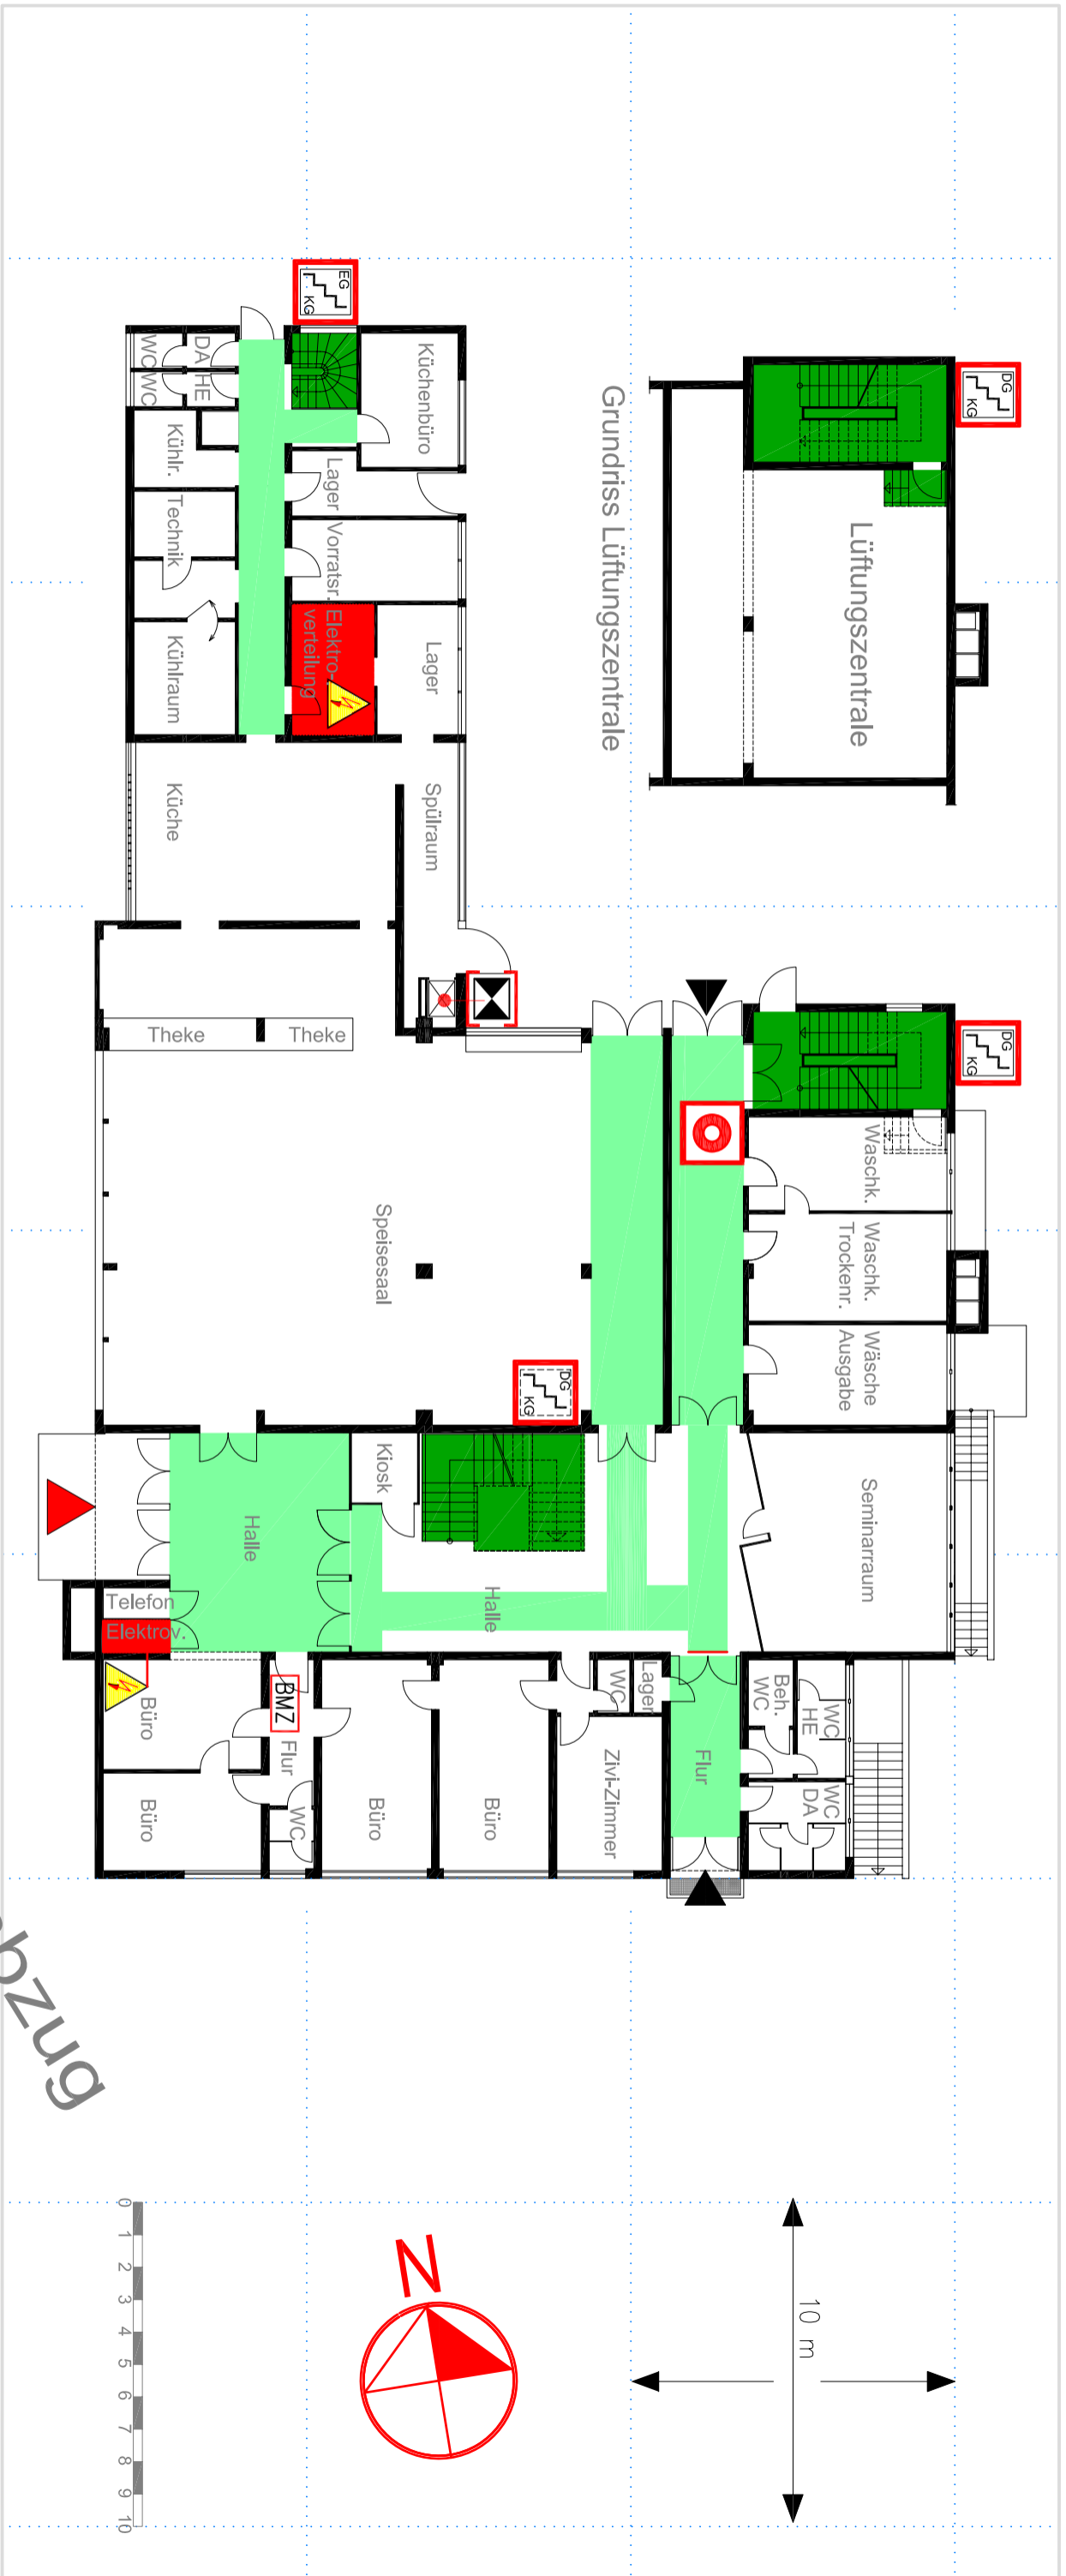 DG
KG
Lüftungszentrale
Grundriss Lüftungszentrale
EG
KG
Küchenbüro
Lager
Vorratsr.
Elektro-
verteilung
Lager
DA
HE
WC
WC
Kühlr.
Technik
Kühlraum
Küche
Spülraum
Theke
Theke
Speisesaal
DG
KG
DG
KG
Waschk.
Waschk.
Trockenr.
Wäsche
Ausgabe
Seminarraum
Kiosk
Halle
Halle
Telefon
Elektrov.
Büro
Büro
BMZ
Flur
WC
Büro
Büro
Zivi-Zimmer
WC
Lager
Flur
Beh.
WC
WC
HE
WC
DA
bzug
N
10 m
0 1 2 3 4 5 6 7 8 9 10